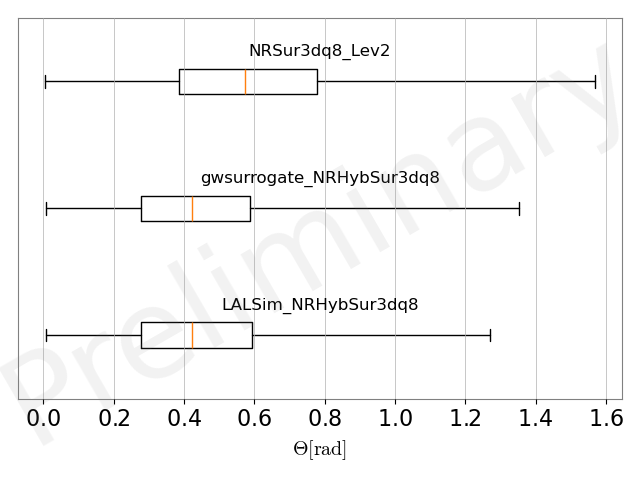 NRSur3dq8_Lev2
gwsurrogate_NRHybSur3dq8
LALSim_NRHybSur3dq8
Preliminary
0.0 0.2 0.4 0.6 0.8 1.0 1.2 1.4 1.6
Θ[rad]